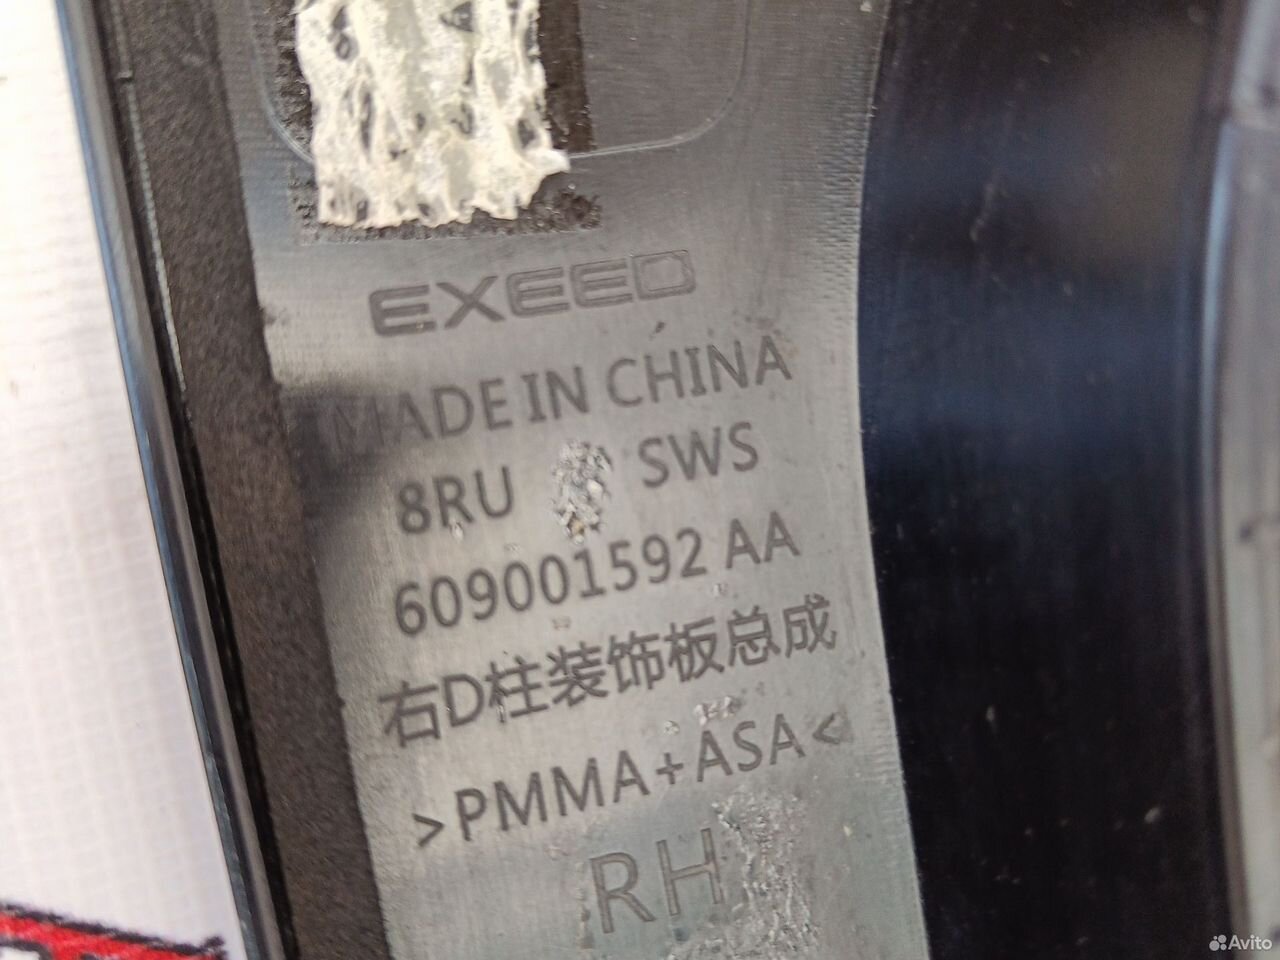 EXEED
MADE IN CHINA
8RU SWS
609001592 AA
右D柱装饰板总成
>PMMA+ASA<
RH
Avito